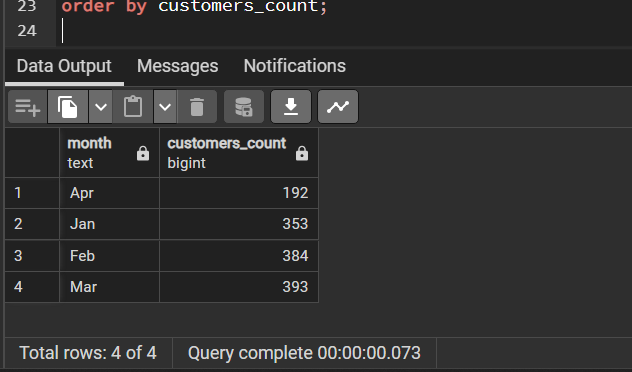 23 order by customers_count;
24
Data Output Messages Notifications
month customers_count
text bigint
1 Apr 192
2 Jan 353
3 Feb 384
4 Mar 393
Total rows: 4 of 4 Query complete 00:00:00.073